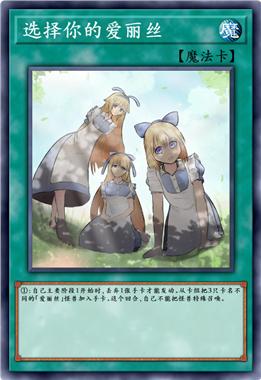 选择你的爱丽丝
魔
【魔法卡】
①：自己主要阶段1开始时，丢弃1张手卡才能发动。从卡组把3只卡名不
同的「爱丽丝」怪兽加入手卡。这个回合，自己不能把怪兽特殊召唤。